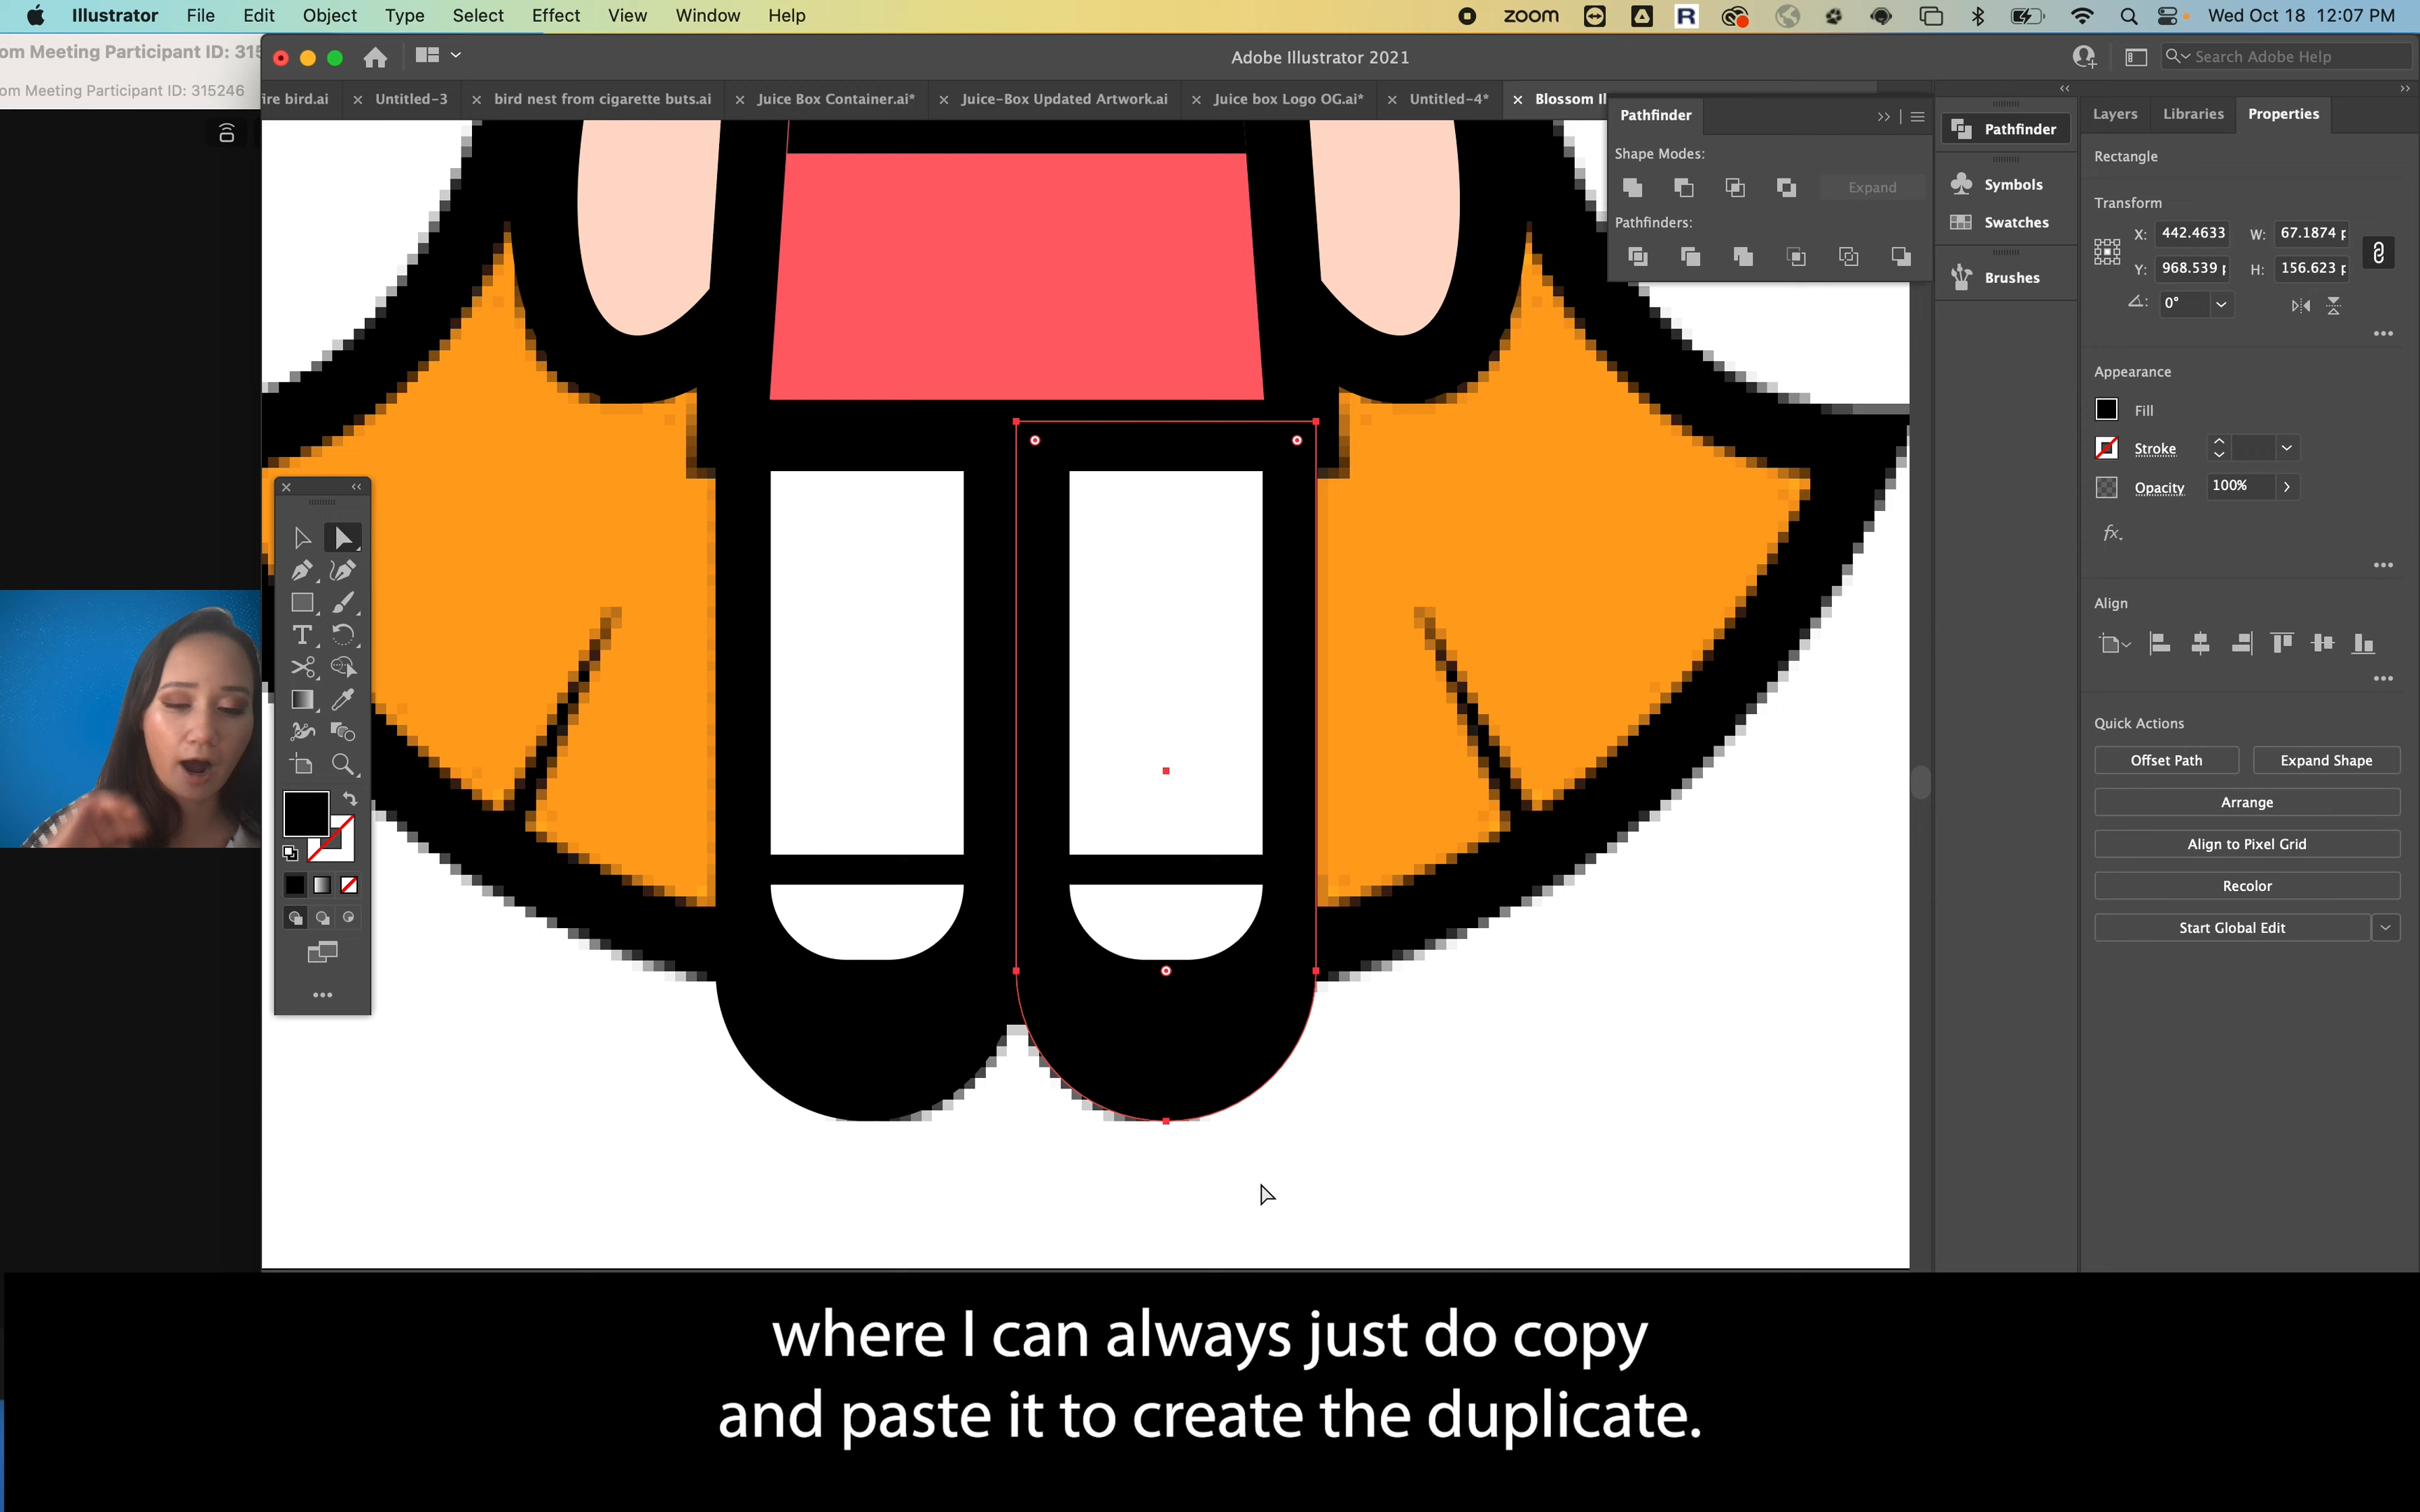 Illustrator File Edit Object Type Select Effect View Window Help
zoom
Wed Oct 18 12:07 PM
om Meeting Participant ID: 315
om Meeting Participant ID: 315246
Adobe Illustrator 2021
Search Adobe Help
ire bird.ai
Untitled-3
bird nest from cigarette buts.ai
Juice Box Container.ai*
Juice-Box Updated Artwork.ai
Juice box Logo OG.ai*
Untitled-4*
Blossom Il
Pathfinder
Shape Modes:
Expand
Pathfinders:
Pathfinder
Symbols
Swatches
Brushes
Layers Libraries Properties
Rectangle
Transform
X: 442.4633 W: 67.1874 p
Y: 968.539 p H: 156.623 p
0°
Appearance
Fill
Stroke
Opacity 100%
fx.
Align
Quick Actions
Offset Path Expand Shape
Arrange
Align to Pixel Grid
Recolor
Start Global Edit
where I can always just do copy
and paste it to create the duplicate.